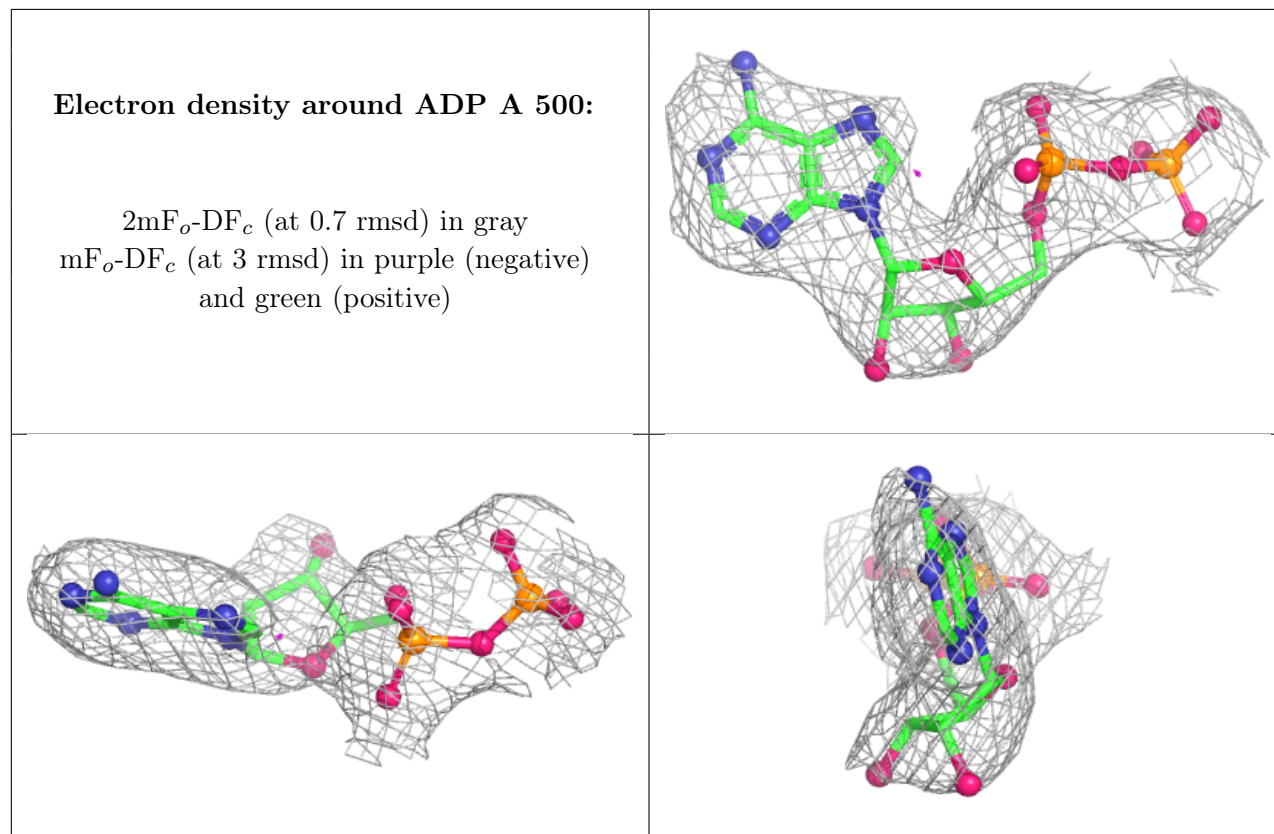 Electron density around ADP A 500:
2mFo-DFc (at 0.7 rmsd) in gray
mFo-DFc (at 3 rmsd) in purple (negative)
and green (positive)